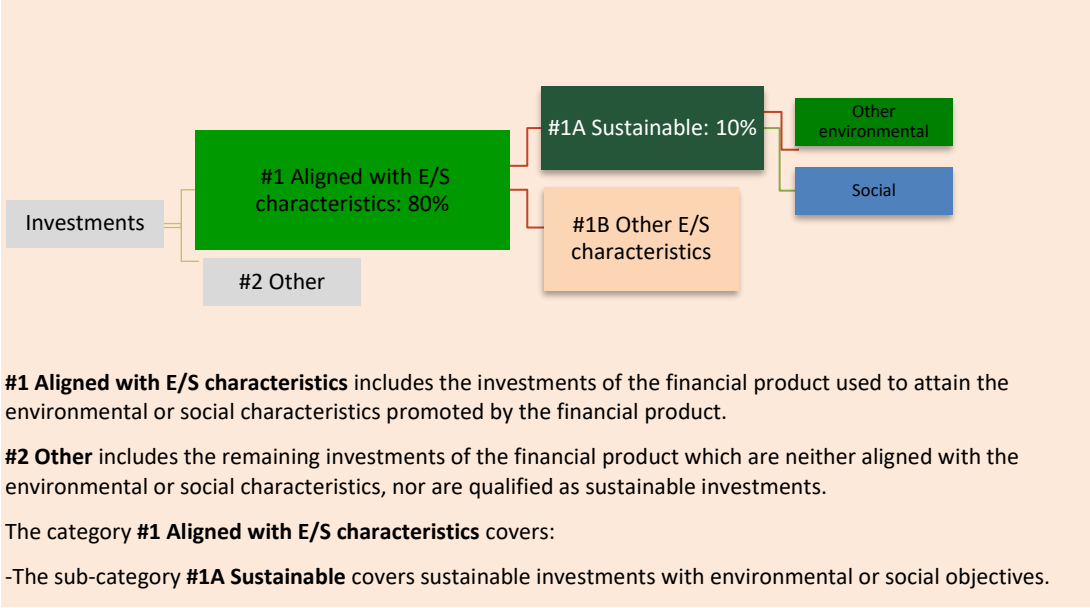 #1A Sustainable: 10%
Other
environmental
#1 Aligned with E/S
characteristics: 80%
Social
Investments
#1B Other E/S
characteristics
#2 Other
#1 Aligned with E/S characteristics includes the investments of the financial product used to attain the
environmental or social characteristics promoted by the financial product.
#2 Other includes the remaining investments of the financial product which are neither aligned with the
environmental or social characteristics, nor are qualified as sustainable investments.
The category #1 Aligned with E/S characteristics covers:
-The sub-category #1A Sustainable covers sustainable investments with environmental or social objectives.